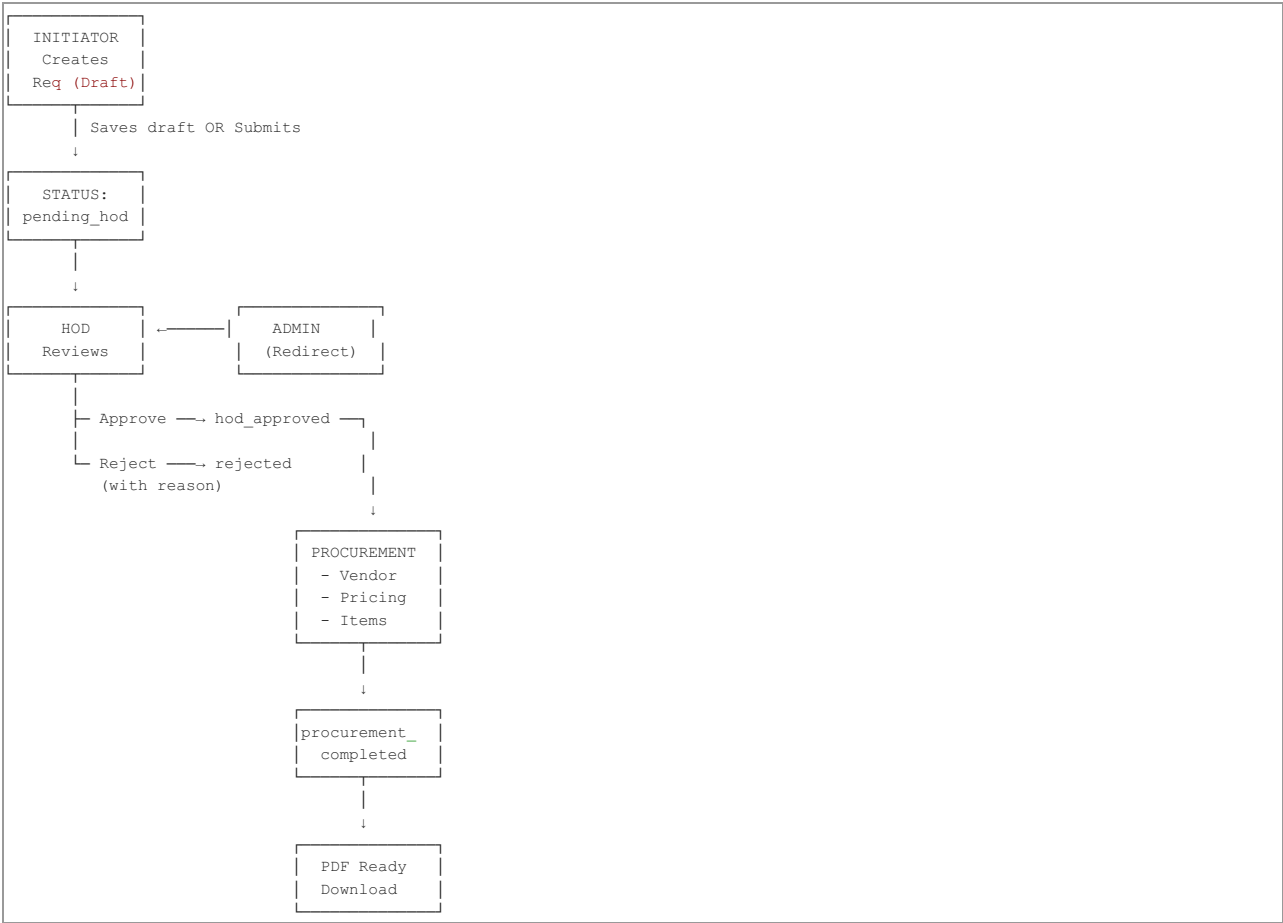 INITIATOR
Creates
Req (Draft)
Saves draft OR Submits
↓
STATUS:
pending_hod
↓
HOD ← ADMIN
Reviews (Redirect)
Approve → hod_approved
Reject → rejected
(with reason)
↓
PROCUREMENT
- Vendor
- Pricing
- Items
↓
procurement_
completed
↓
PDF Ready
Download